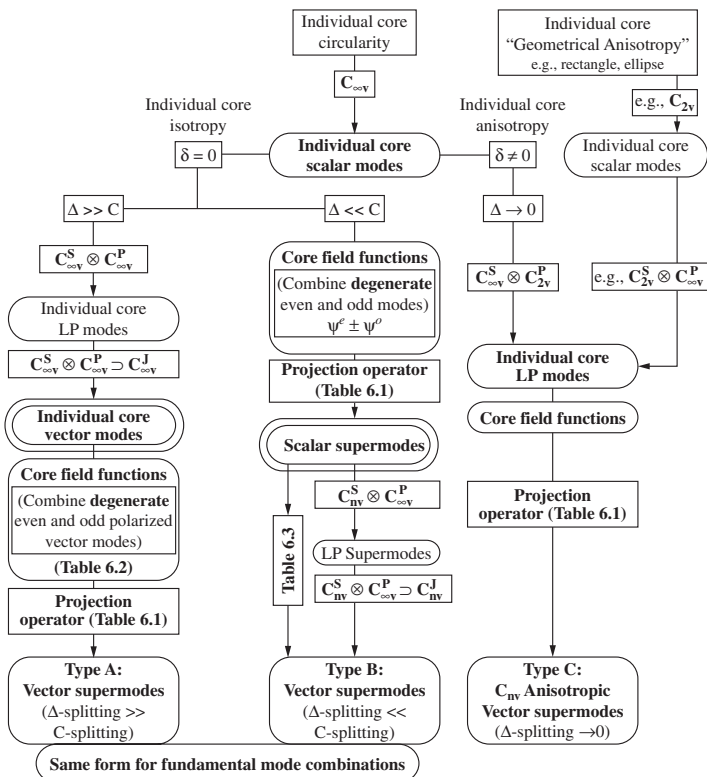 Individual core
circularity
Individual core
“Geometrical Anisotropy”
e.g., rectangle, ellipse
C∞v
e.g., C2v
Individual core
isotropy
Individual core
anisotropy
Individual core
scalar modes
Individual core
scalar modes
δ = 0
δ ≠ 0
Δ >> C
Δ << C
Δ → 0
C∞v^S ⊗ C∞v^P
Core field functions
(Combine degenerate
even and odd modes)
ψ^e ± ψ^o
C∞v^S ⊗ C2v^P
e.g., C2v^S ⊗ C∞v^P
Individual core
LP modes
C∞v^S ⊗ C∞v^P ⊃ C∞v^J
Projection operator
(Table 6.1)
Individual core
LP modes
Individual core
vector modes
Scalar supermodes
Core field functions
Core field functions
(Combine degenerate
even and odd polarized
vector modes)
(Table 6.2)
Cnv^S ⊗ C∞v^P
Table 6.3
LP Supermodes
Cnv^S ⊗ C∞v^P ⊃ Cnv^J
Projection
operator (Table 6.1)
Projection
operator (Table 6.1)
Type A:
Vector supermodes
(Δ-splitting >>
C-splitting)
Type B:
Vector supermodes
(Δ-splitting <<
C-splitting)
Type C:
Cnv Anisotropic
Vector supermodes
(Δ-splitting →0)
Same form for fundamental mode combinations